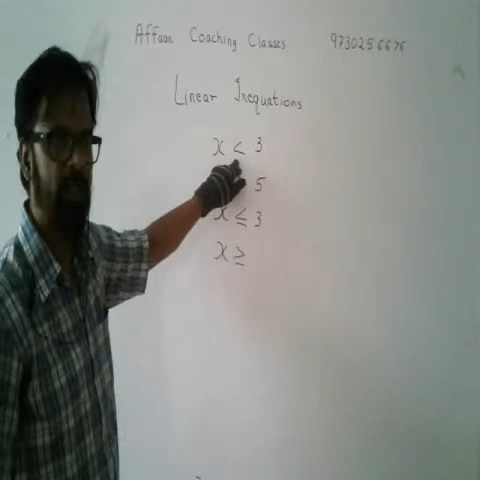 Affaan Coaching Classes 9730256676
Linear Inequations
x < 3
5
x ≤ 3
x ≥